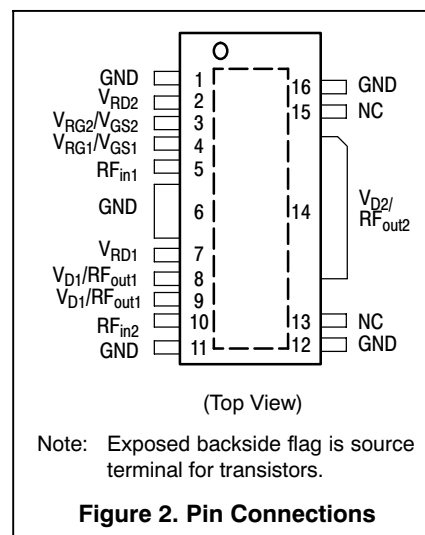 GND 1
V_RD2 2
V_RG2/V_GS2 3
V_RG1/V_GS1 4
RF_in1 5
GND 6
V_RD1 7
V_D1/RF_out1 8
V_D1/RF_out1 9
RF_in2 10
GND 11
16 GND
15 NC
14 V_D2/
RF_out2
13 NC
12 GND
(Top View)
Note: Exposed backside flag is source
terminal for transistors.
Figure 2. Pin Connections